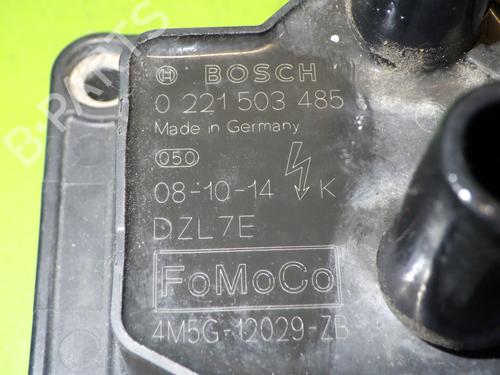 BOSCH
0 221 503 485
Made in Germany
050
08-10-14 K
DZL7E
FoMoCo
4M5G-12029-ZB
B-PARTS